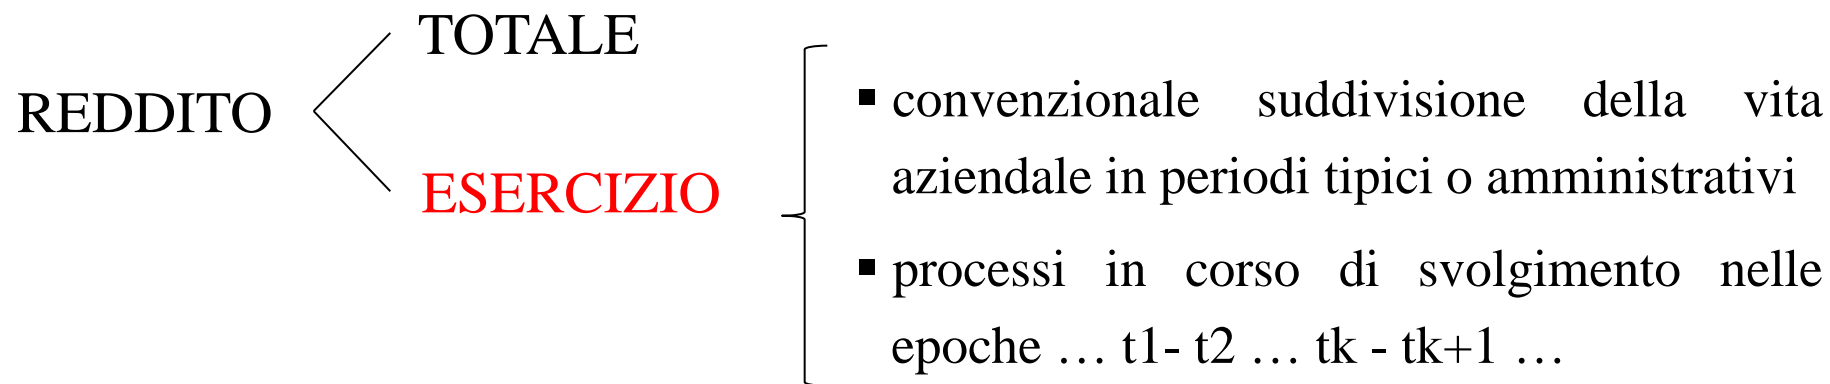 TOTALE
REDDITO
ESERCIZIO
▪ convenzionale suddivisione della vita
aziendale in periodi tipici o amministrativi
▪ processi in corso di svolgimento nelle
epoche … t1- t2 … tk - tk+1 …